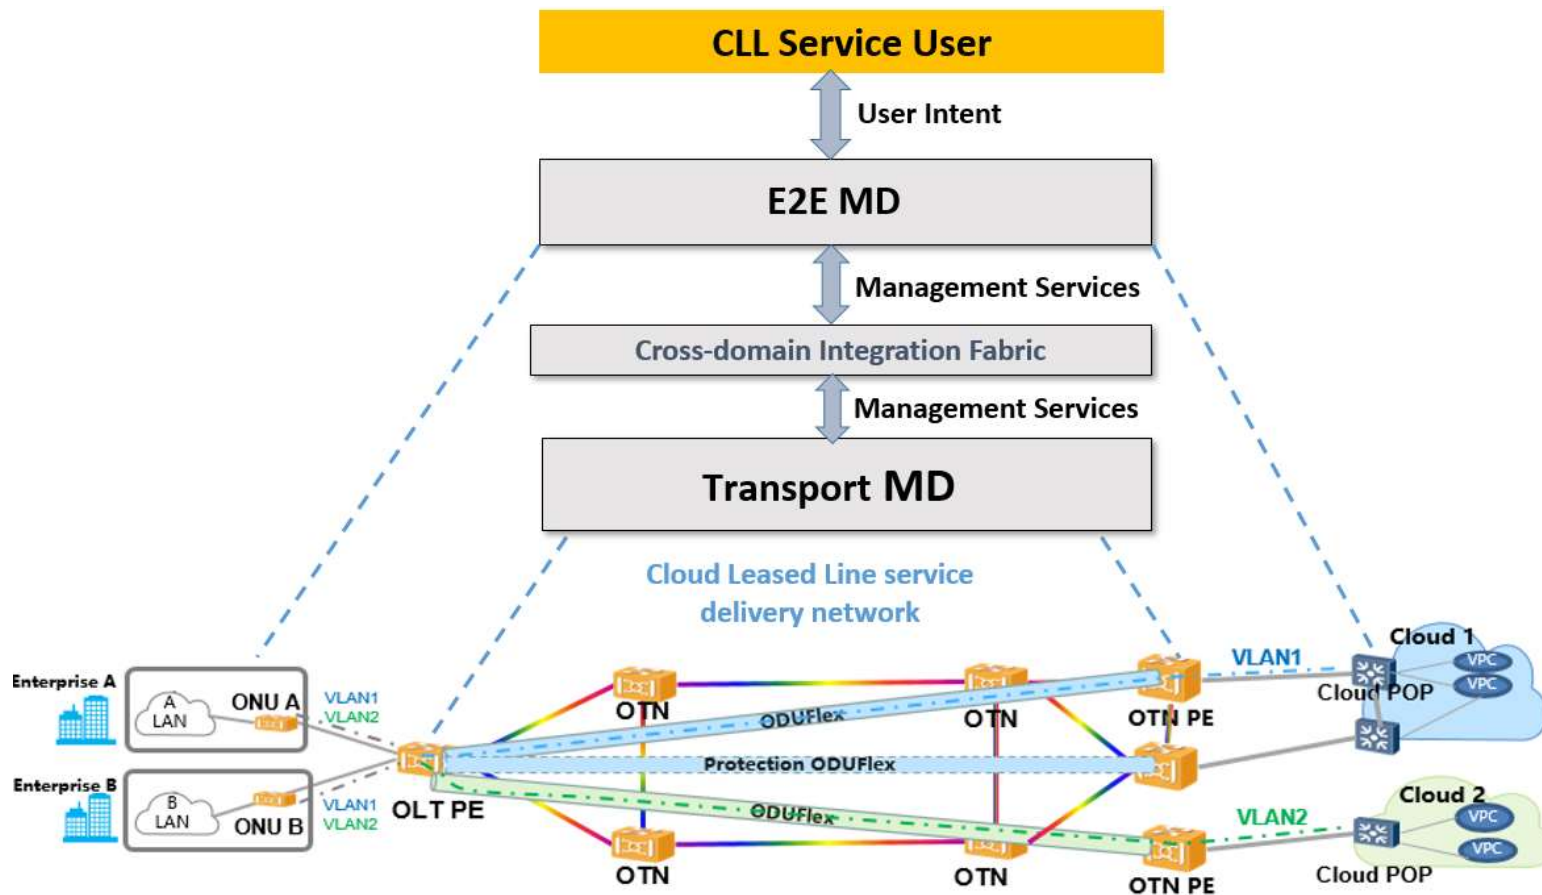 CLL Service User
User Intent
E2E MD
Management Services
Cross-domain Integration Fabric
Management Services
Transport MD
Cloud Leased Line service
delivery network
Enterprise A
A
LAN
ONU A
VLAN1
VLAN2
Enterprise B
B
LAN
ONU B
VLAN1
VLAN2
OLT PE
OTN
OTN
ODUFlex
Protection ODUFlex
ODUFlex
OTN
OTN
OTN PE
OTN PE
VLAN1
Cloud 1
VPC
VPC
Cloud POP
VLAN2
Cloud 2
VPC
VPC
Cloud POP